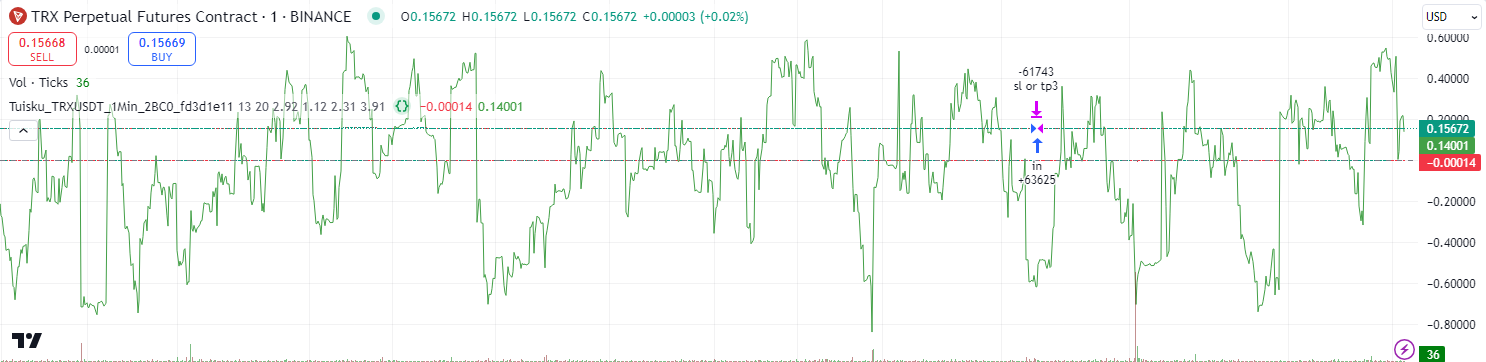 TRX Perpetual Futures Contract · 1 · BINANCE O0.15672 H0.15672 L0.15672 C0.15672 +0.00003 (+0.02%)
USD
0.15668 SELL
0.00001
0.15669 BUY
Vol · Ticks 36
Tuisku_TRXUSDT_1Min_2BC0_fd3d1e11 13 20 2.92 1.12 2.31 3.91 {} −0.00014 0.14001
-61743
sl or tp3
in
+63625
0.60000
0.40000
0.15672
0.14001
−0.00014
−0.20000
−0.40000
−0.60000
−0.80000
36